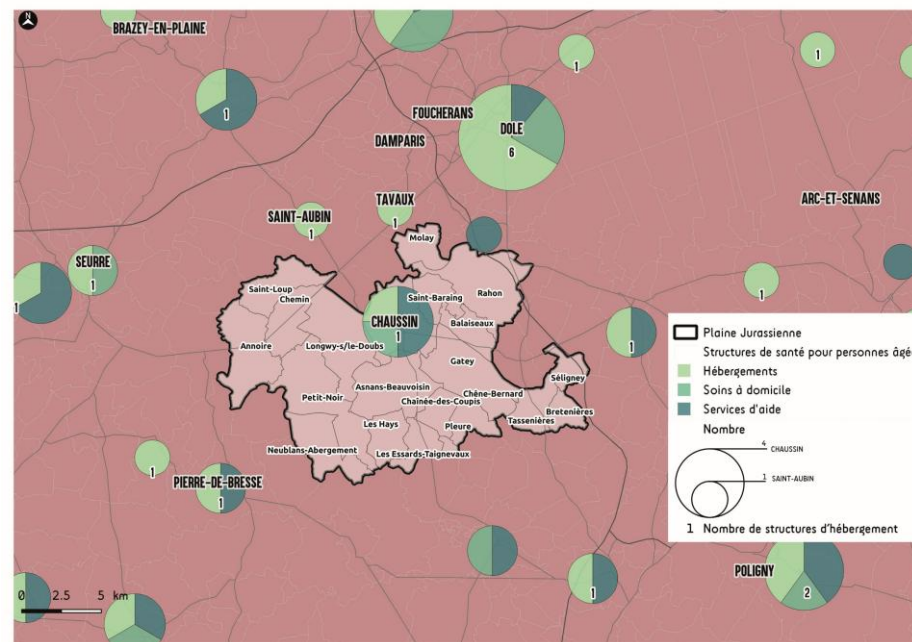 N
BRAZEY-EN-PLAINE
1
1
1
FOUCHERANS
DOLE
6
DAMPARIS
TAVAUX
1
SAINT-AUBIN
1
ARC-ET-SENANS
SEURRE
1
1
1
1
Molay
Saint-Loup
Chemin
Saint-Baraing
Rahon
CHAUSSIN
1
Balaiseaux
Annoire
Longwy-s/le-Doubs
Gatey
Asnans-Beauvoisin
Petit-Noir
Chaînée-des-Coupis
Chêne-Bernard
Séligney
Bretenières
Tassenières
Les Hays
Pleure
Neublans-Abergement
Les Essards-Taignevaux
1
PIERRE-DE-BRESSE
1
1
POLIGNY
2
0 2.5 5 km
Plaine Jurassienne
Structures de santé pour personnes âgé
Hébergements
Soins à domicile
Services d'aide
Nombre
4 CHAUSSIN
1 SAINT-AUBIN
1 Nombre de structures d'hébergement